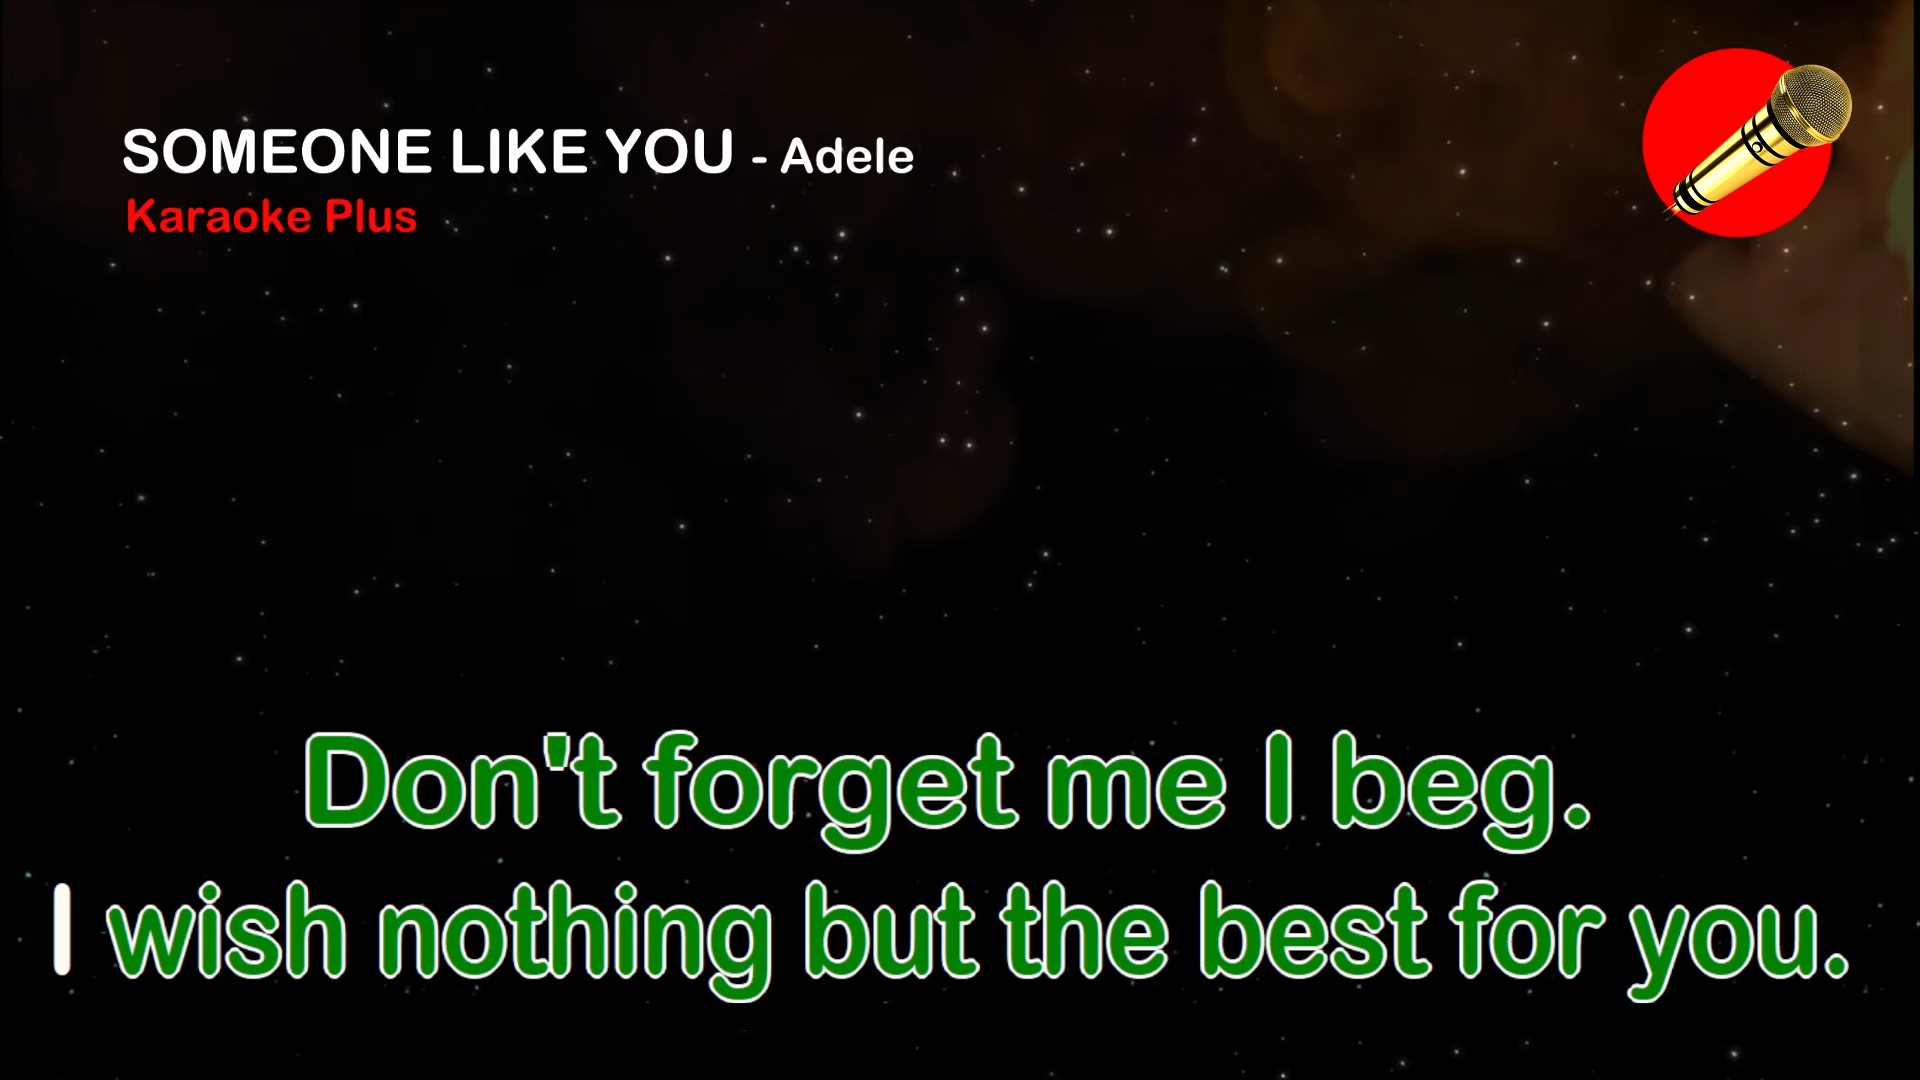 SOMEONE LIKE YOU - Adele
Karaoke Plus
Don't forget me I beg.
I wish nothing but the best for you.